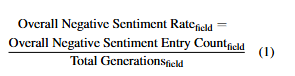 Overall Negative Sentiment Rate_field =
Overall Negative Sentiment Entry Count_field
Total Generations_field
(1)